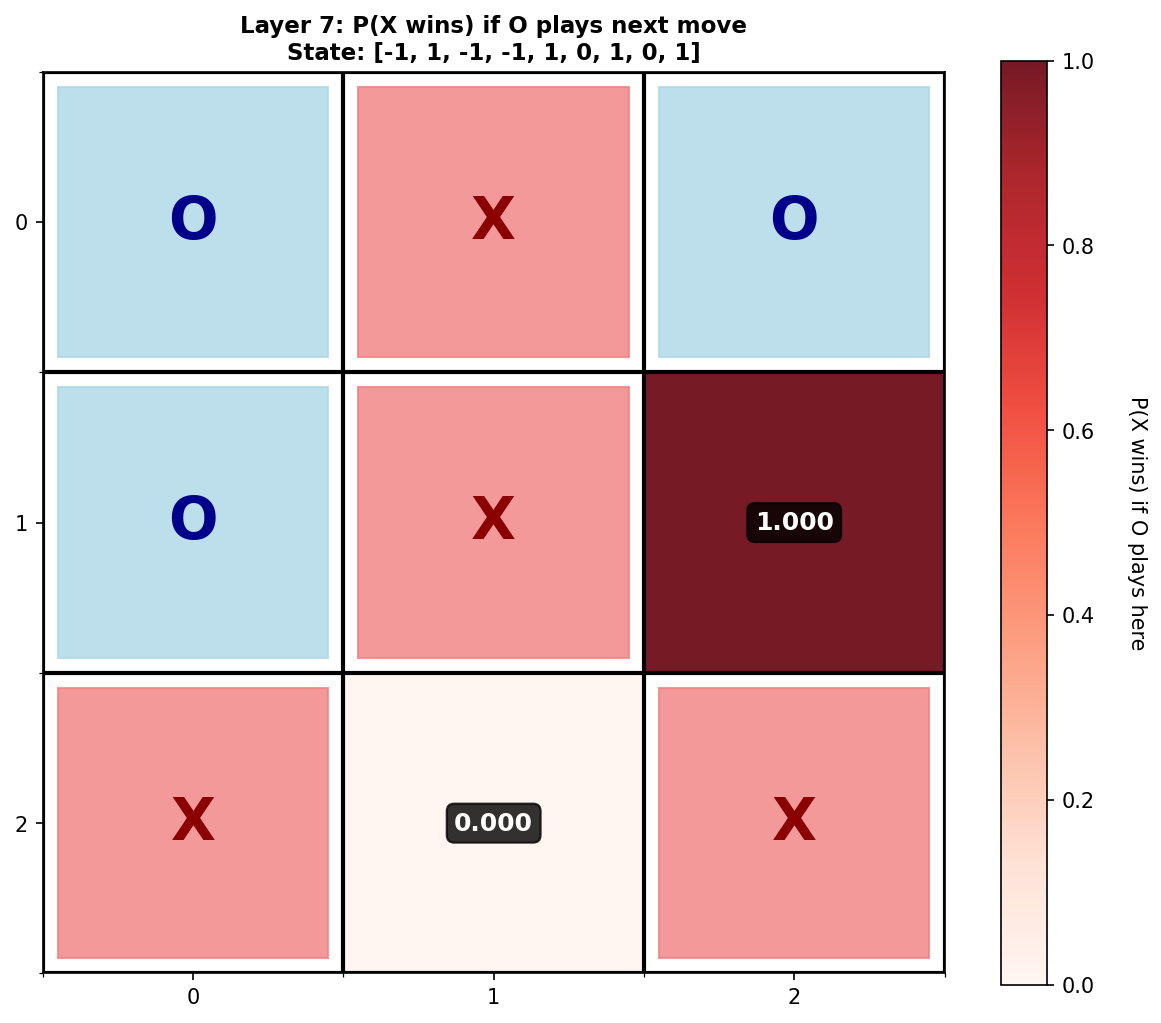 Layer 7: P(X wins) if O plays next move
State: [-1, 1, -1, -1, 1, 0, 1, 0, 1]
0
O
X
O
1
O
X
1.000
2
X
0.000
X
0
1
2
1.0
0.8
0.6
0.4
0.2
0.0
P(X wins) if O plays here